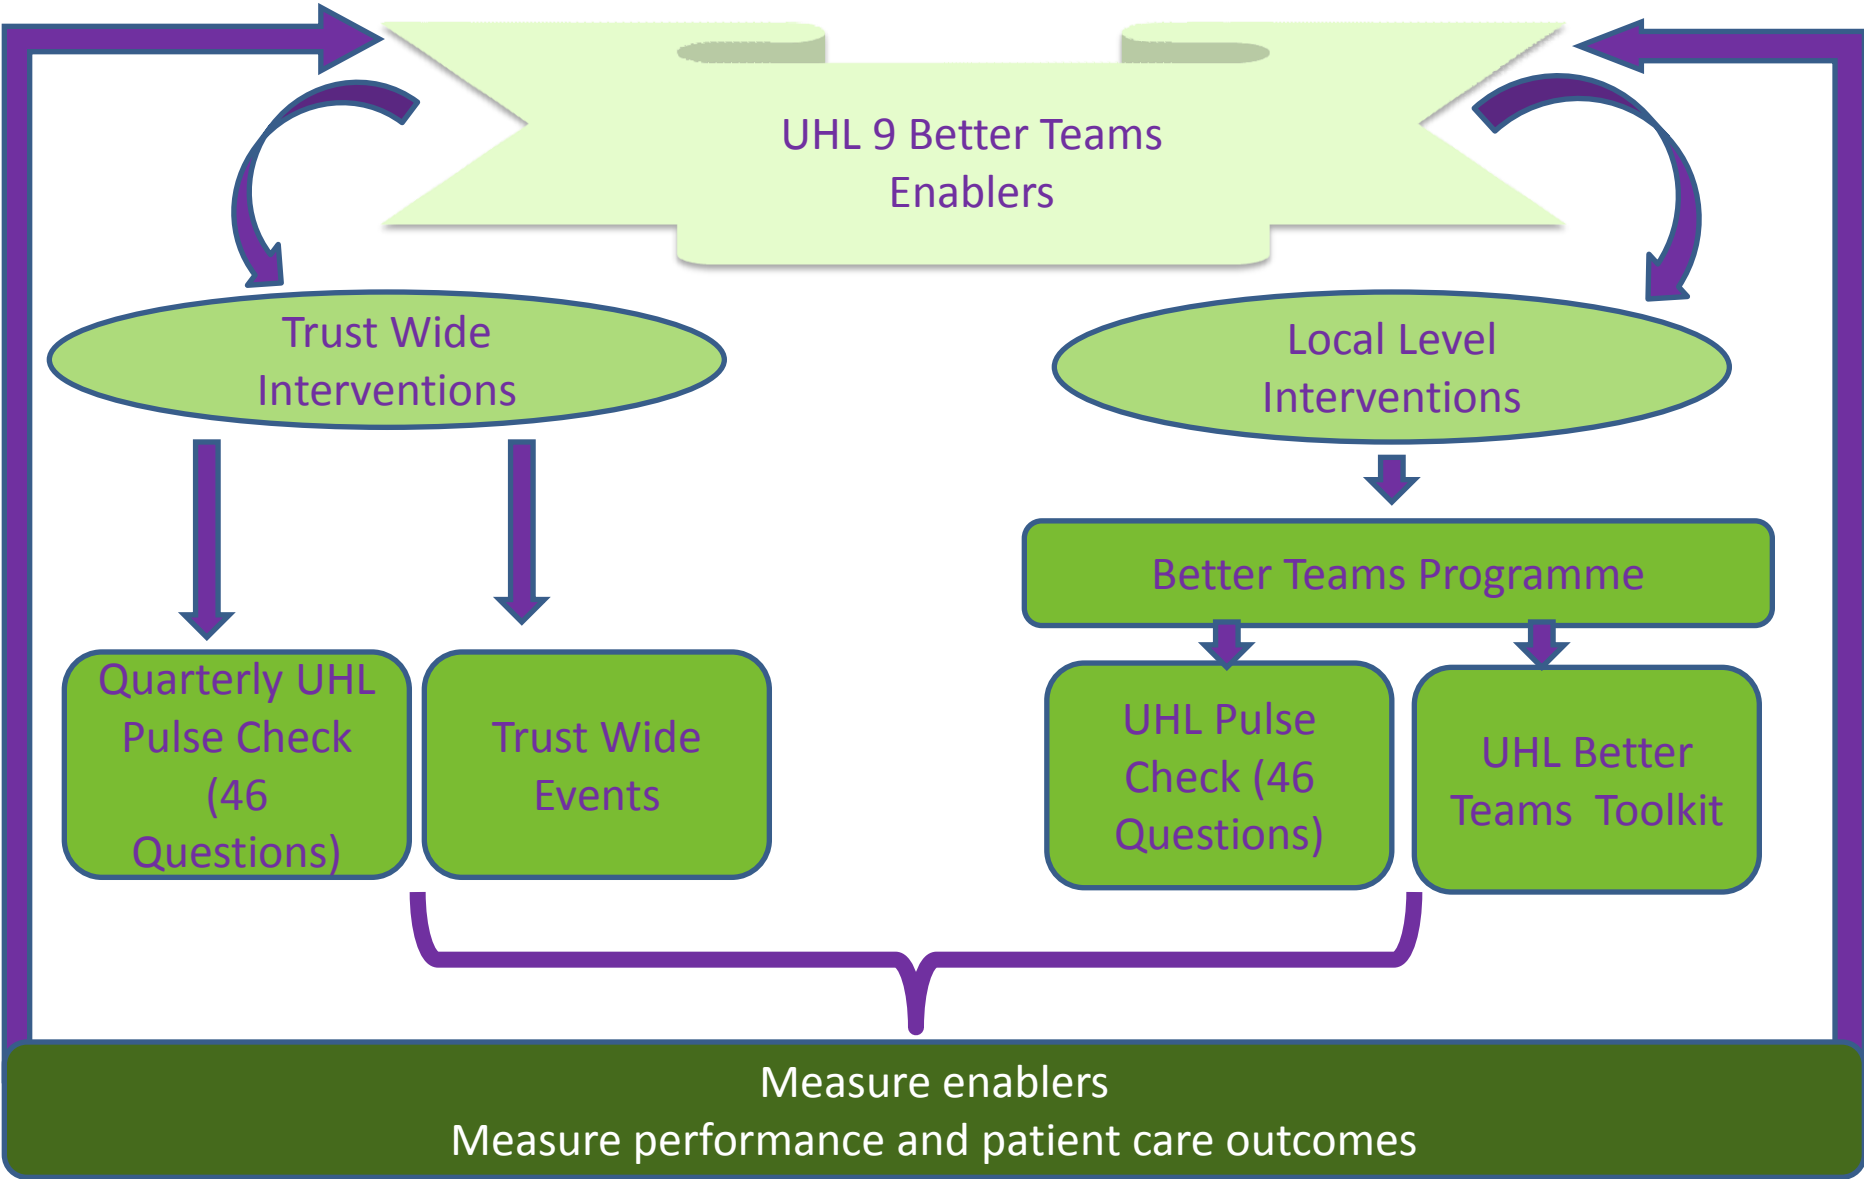 UHL 9 Better Teams
Enablers
Trust Wide
Interventions
Local Level
Interventions
Better Teams Programme
Quarterly UHL
Pulse Check
(46
Questions)
Trust Wide
Events
UHL Pulse
Check (46
Questions)
UHL Better
Teams  Toolkit
Measure enablers
Measure performance and patient care outcomes